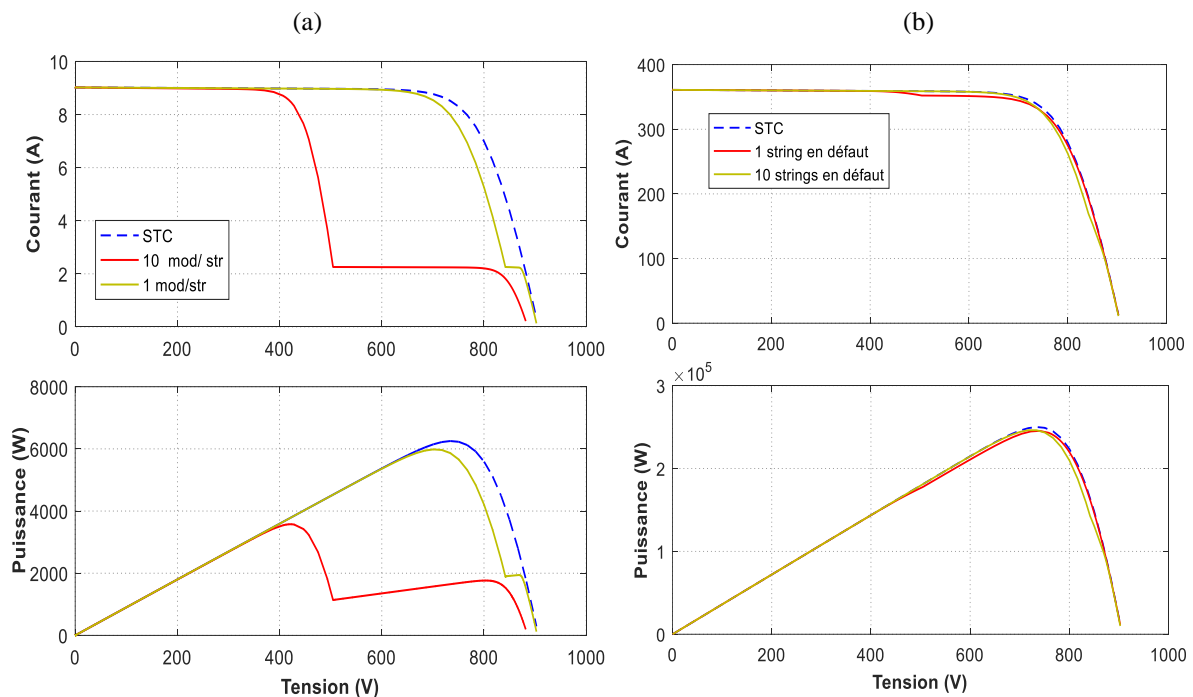 (a)
Courant (A)
10
8
6
4
2
0
STC
10 mod/ str
1 mod/str
0 200 400 600 800 1000
Puissance (W)
8000
6000
4000
2000
0
0 200 400 600 800 1000
Tension (V)
(b)
Courant (A)
400
300
200
100
0
STC
1 string en défaut
10 strings en défaut
0 200 400 600 800 1000
Puissance (W)
×10⁵
3
2
1
0
0 200 400 600 800 1000
Tension (V)